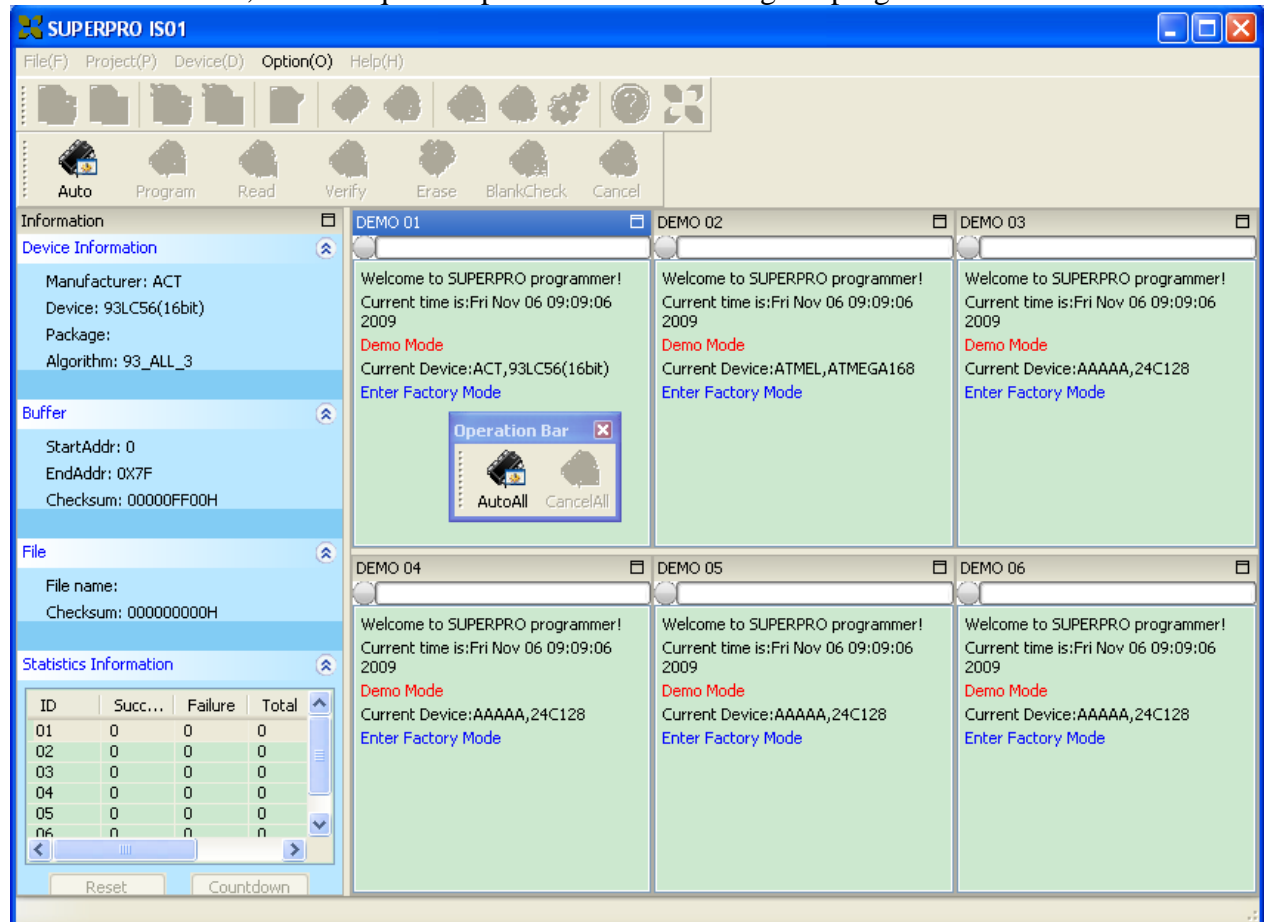 SUPERPRO IS01
File(F) Project(P) Device(D) Option(O) Help(H)
Auto Program Read Verify Erase BlankCheck Cancel
Information
Device Information
Manufacturer: ACT
Device: 93LC56(16bit)
Package:
Algorithm: 93_ALL_3
Buffer
StartAddr: 0
EndAddr: 0X7F
Checksum: 00000FF00H
File
File name:
Checksum: 000000000H
Statistics Information
ID Succ... Failure Total
01 0 0 0
02 0 0 0
03 0 0 0
04 0 0 0
05 0 0 0
06 0 0 0
Reset Countdown
DEMO 01
Welcome to SUPERPRO programmer!
Current time is:Fri Nov 06 09:09:06
2009
Demo Mode
Current Device:ACT,93LC56(16bit)
Enter Factory Mode
Operation Bar
AutoAll CancelAll
DEMO 02
Welcome to SUPERPRO programmer!
Current time is:Fri Nov 06 09:09:06
2009
Demo Mode
Current Device:ATMEL,ATMEGA168
Enter Factory Mode
DEMO 03
Welcome to SUPERPRO programmer!
Current time is:Fri Nov 06 09:09:06
2009
Demo Mode
Current Device:AAAAA,24C128
Enter Factory Mode
DEMO 04
Welcome to SUPERPRO programmer!
Current time is:Fri Nov 06 09:09:06
2009
Demo Mode
Current Device:AAAAA,24C128
Enter Factory Mode
DEMO 05
Welcome to SUPERPRO programmer!
Current time is:Fri Nov 06 09:09:06
2009
Demo Mode
Current Device:AAAAA,24C128
Enter Factory Mode
DEMO 06
Welcome to SUPERPRO programmer!
Current time is:Fri Nov 06 09:09:06
2009
Demo Mode
Current Device:AAAAA,24C128
Enter Factory Mode